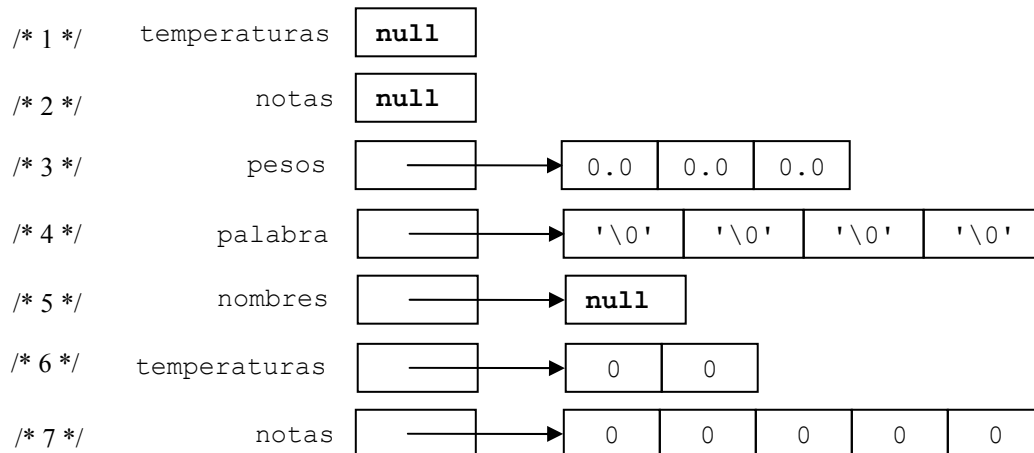 /* 1 */ temperaturas null
/* 2 */ notas null
/* 3 */ pesos 0.0 0.0 0.0
/* 4 */ palabra '\0' '\0' '\0' '\0'
/* 5 */ nombres null
/* 6 */ temperaturas 0 0
/* 7 */ notas 0 0 0 0 0